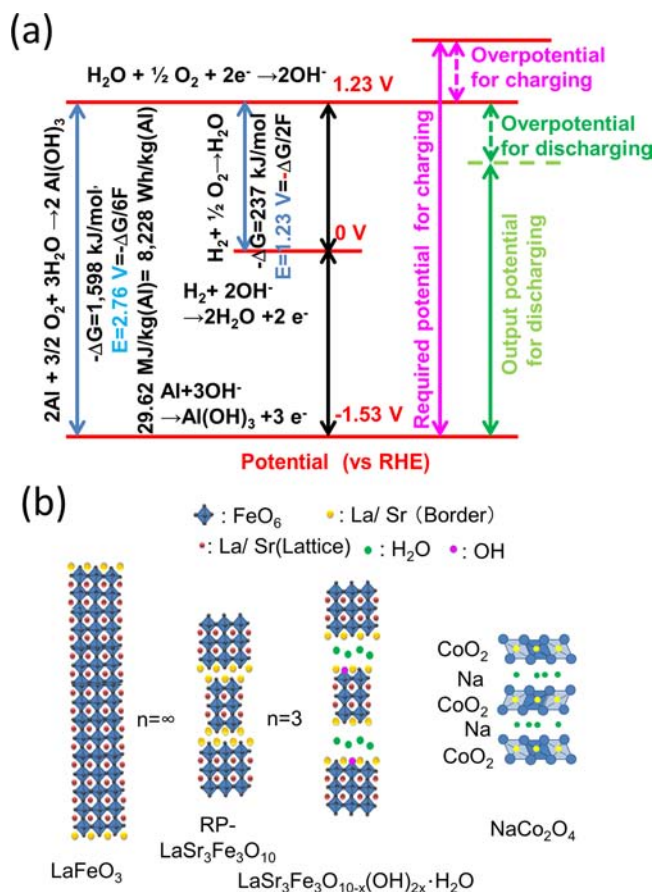 (a)
H₂O + ½ O₂ + 2e⁻ →2OH⁻
1.23 V
Overpotential
for charging
Overpotential
for discharging
2Al + 3/2 O₂+ 3H₂O→2 Al(OH)₃
-ΔG=1,598 kJ/mol·
E=2.76 V=-ΔG/6F
29.62 MJ/kg(Al)= 8,228 Wh/kg(Al)
H₂+ ½ O₂→H₂O
-ΔG=237 kJ/mol
E=1.23 V=-ΔG/2F
0 V
H₂+ 2OH⁻
→2H₂O +2 e⁻
Al+3OH⁻
→Al(OH)₃ +3 e⁻
-1.53 V
Required potential for charging
Output potential
for discharging
Potential (vs RHE)
(b)
: FeO₆
: La/ Sr (Border)
: La/ Sr(Lattice)
: H₂O
: OH
n=∞
n=3
CoO₂
Na
CoO₂
Na
CoO₂
LaFeO₃
RP-
LaSr₃Fe₃O₁₀
LaSr₃Fe₃O₁₀₋ₓ(OH)₂ₓ·H₂O
NaCo₂O₄